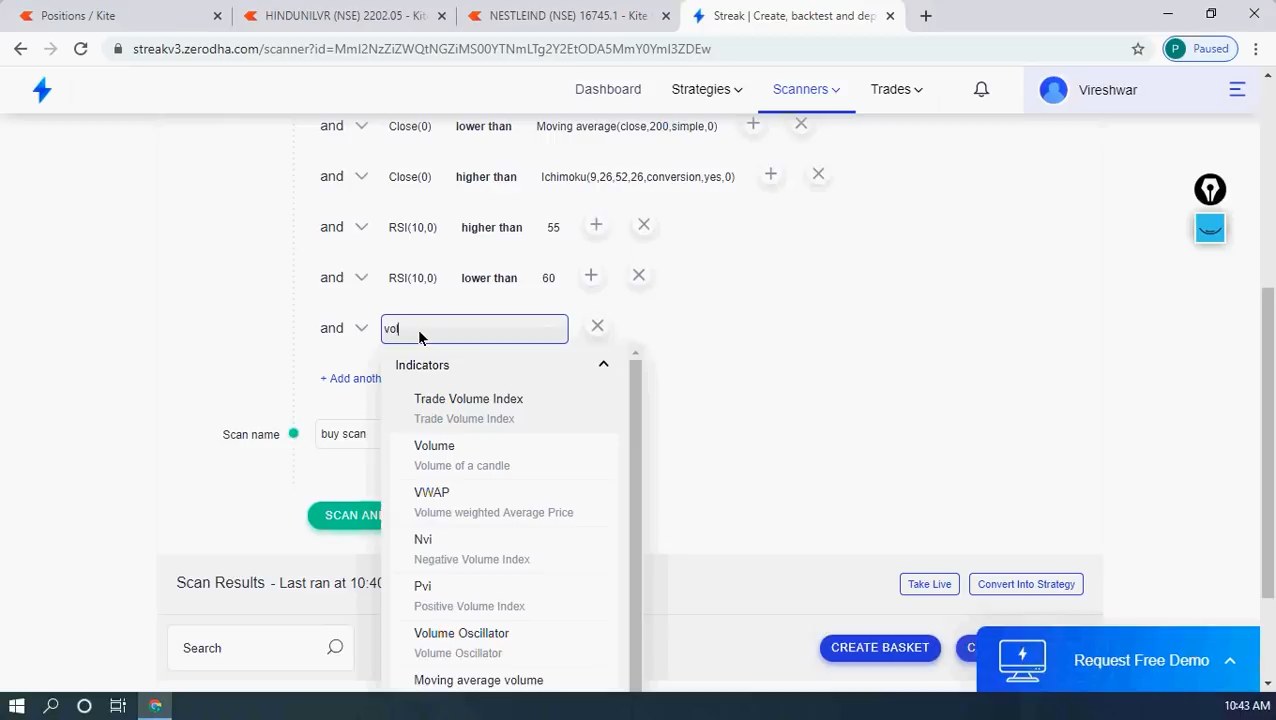 Positions / Kite
HINDUNILVR (NSE) 2202.05 - Kite
NESTLEIND (NSE) 16745.1 - Kite
Streak | Create, backtest and dep
streakv3.zerodha.com/scanner?id=MmI2NzZiZWQtNGZiMS00YTNmLTg2Y2EtODA5MmY0YmI3ZDEw
P Paused
Dashboard
Strategies
Scanners
Trades
Vireshwar
and Close(0) lower than Moving average(close,200,simple,0)
and Close(0) higher than Ichimoku(9,26,52,26,conversion,yes,0)
and RSI(10,0) higher than 55
and RSI(10,0) lower than 60
and vol
Indicators
+ Add anoth
Trade Volume Index
Trade Volume Index
Scan name buy scan
Volume
Volume of a candle
VWAP
Volume weighted Average Price
SCAN AN
Nvi
Negative Volume Index
Scan Results - Last ran at 10:40
Take Live
Convert Into Strategy
Pvi
Positive Volume Index
Volume Oscillator
Volume Oscillator
Search
CREATE BASKET
C
Request Free Demo
Moving average volume
10:43 AM